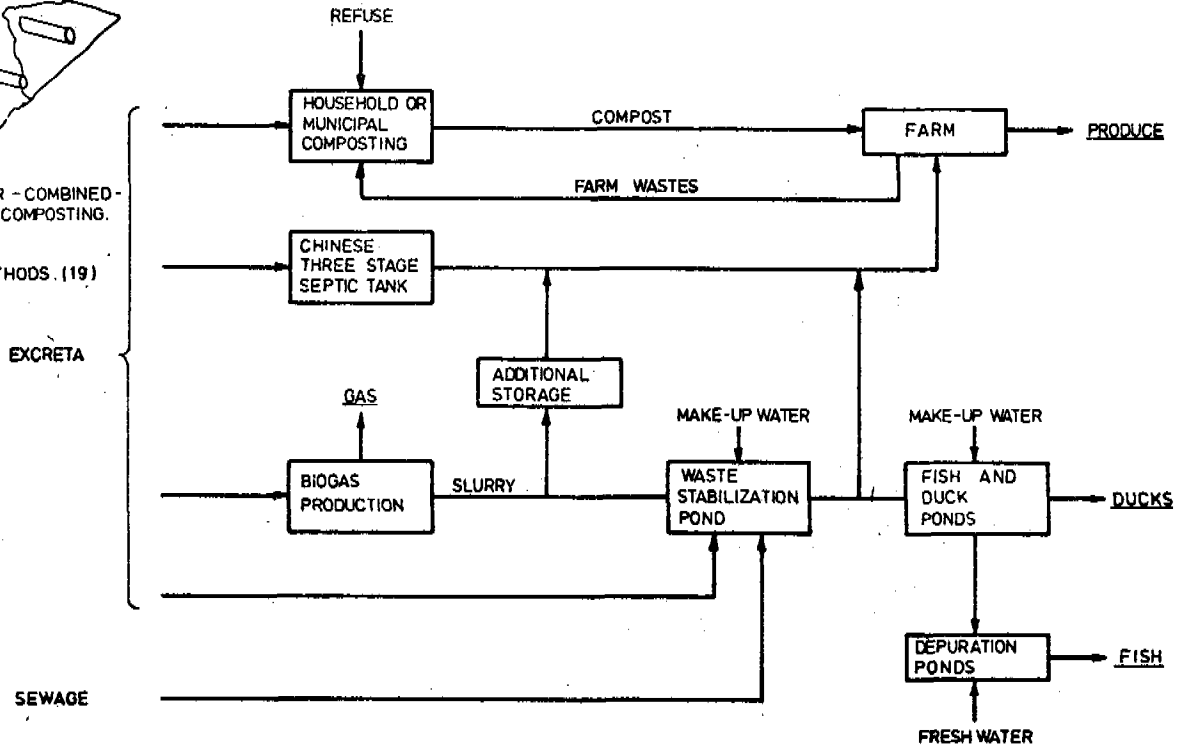 REFUSE
HOUSEHOLD OR
MUNICIPAL
COMPOSTING
COMPOST
FARM
PRODUCE
FARM WASTES
R - COMBINED -
COMPOSTING.
CHINESE
THREE STAGE
SEPTIC TANK
THODS. (19)
EXCRETA
ADDITIONAL
STORAGE
GAS
MAKE-UP WATER
MAKE-UP WATER
BIOGAS
PRODUCTION
SLURRY
WASTE
STABILIZATION
POND
FISH AND
DUCK
PONDS
DUCKS
DEPURATION
PONDS
FISH
SEWAGE
FRESH WATER